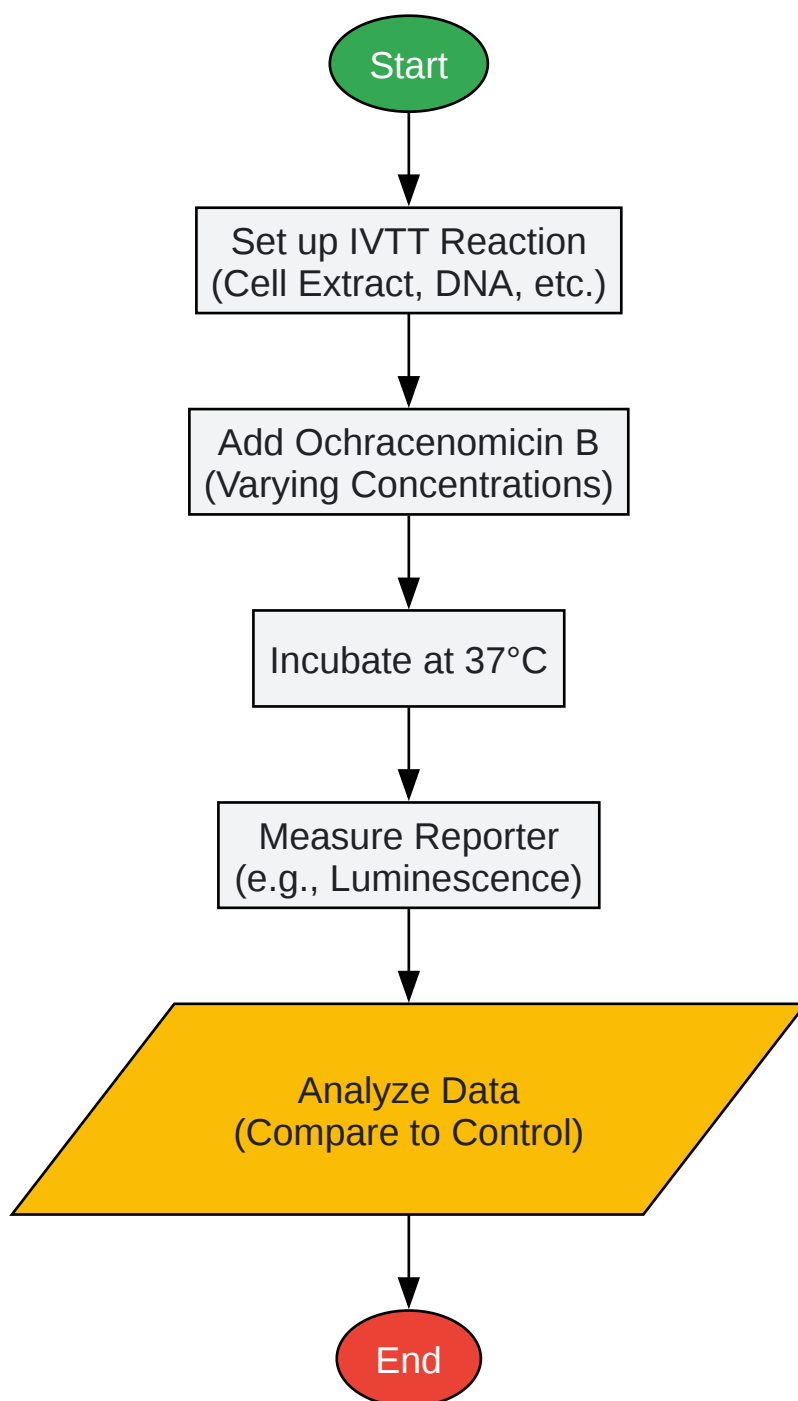 Start
Set up IVTT Reaction
(Cell Extract, DNA, etc.)
Add Ochracenomicin B
(Varying Concentrations)
Incubate at 37°C
Measure Reporter
(e.g., Luminescence)
Analyze Data
(Compare to Control)
End